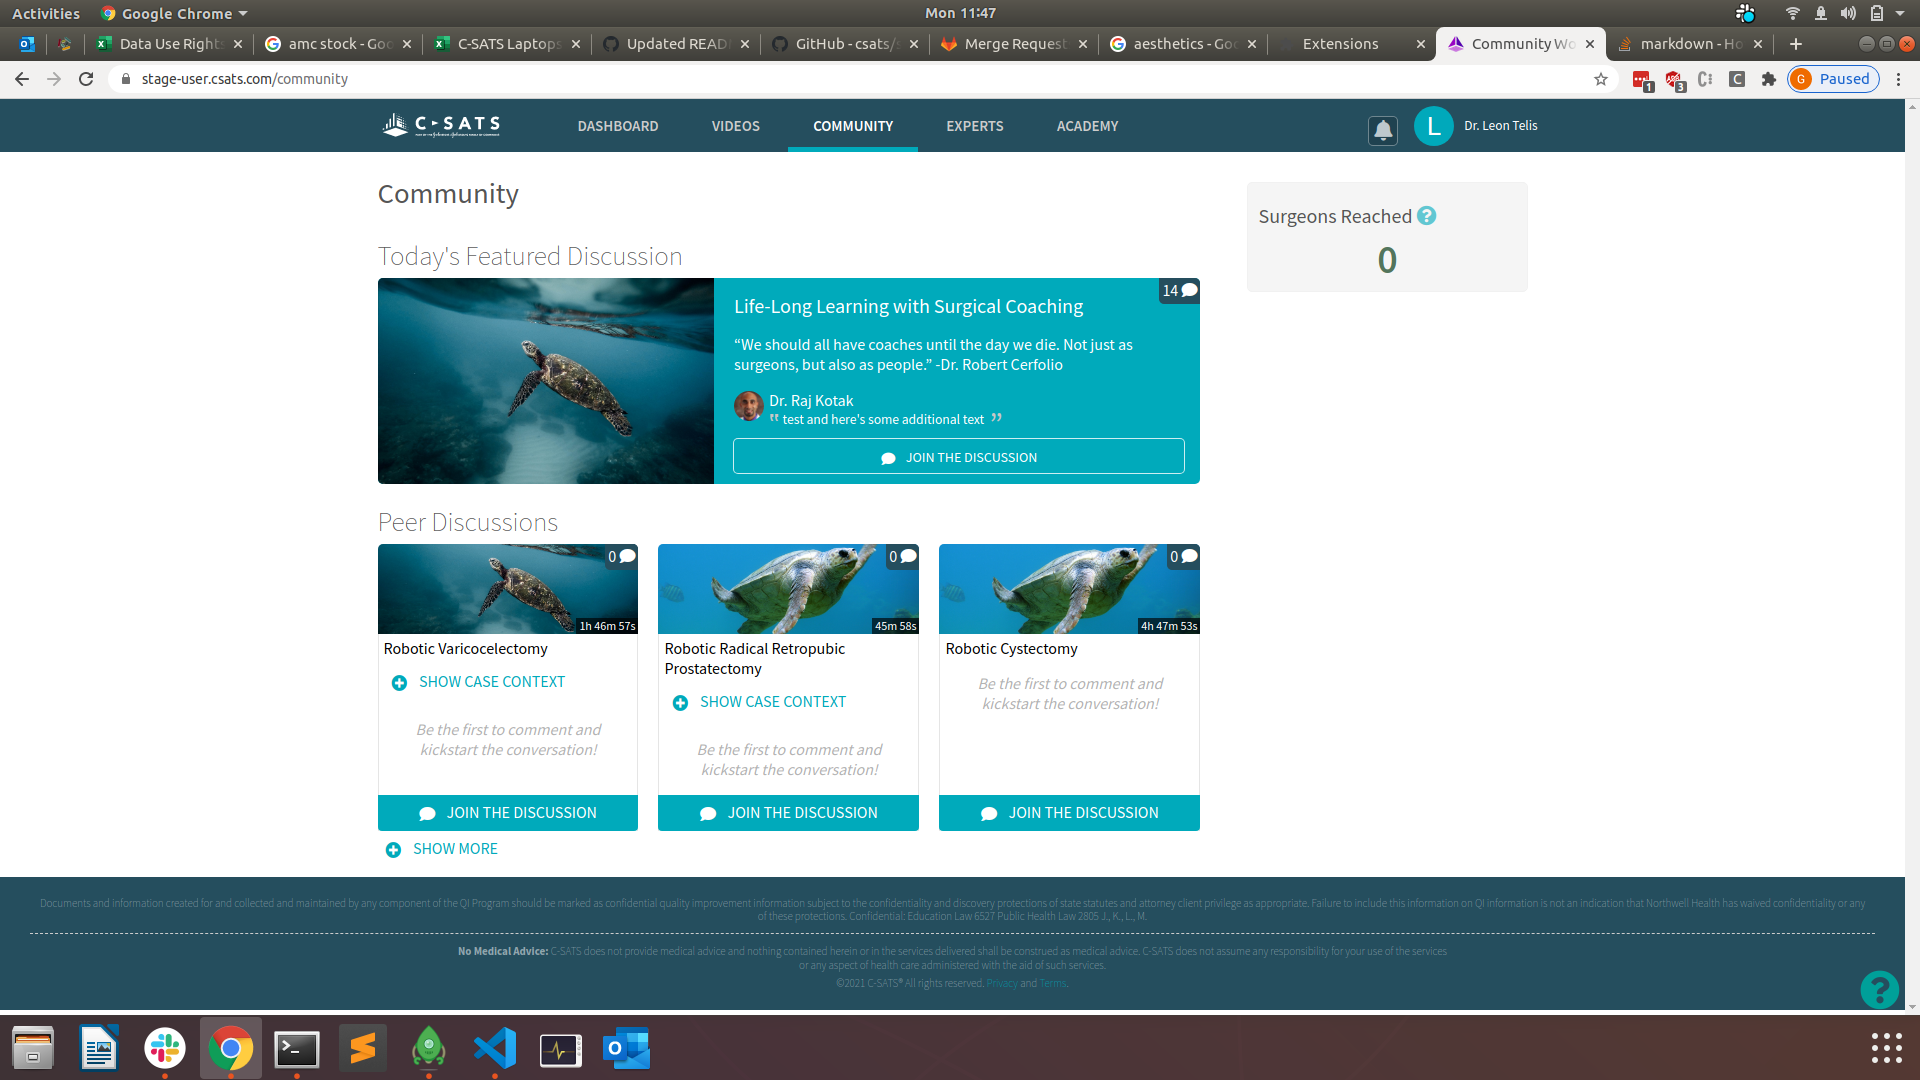 Activities
Google Chrome
Mon 11:47
Data Use Rights
amc stock - Goo
C-SATS Laptops
Updated READ
GitHub - csats/s
Merge Request
aesthetics - Go
Extensions
Community Wo
markdown - Ho
stage-user.csats.com/community
1
3
C
G
Paused
C-SATS
DASHBOARD
VIDEOS
COMMUNITY
EXPERTS
ACADEMY
L
Dr. Leon Telis
Community
Surgeons Reached ?
0
Today's Featured Discussion
14
Life-Long Learning with Surgical Coaching
“We should all have coaches until the day we die. Not just as
surgeons, but also as people.” -Dr. Robert Cerfolio
Dr. Raj Kotak
" test and here's some additional text "
JOIN THE DISCUSSION
Peer Discussions
0
1h 46m 57s
Robotic Varicocelectomy
SHOW CASE CONTEXT
Be the first to comment and
kickstart the conversation!
JOIN THE DISCUSSION
0
45m 58s
Robotic Radical Retropubic
Prostatectomy
SHOW CASE CONTEXT
Be the first to comment and
kickstart the conversation!
JOIN THE DISCUSSION
0
4h 47m 53s
Robotic Cystectomy
Be the first to comment and
kickstart the conversation!
JOIN THE DISCUSSION
SHOW MORE
Documents and information created for and collected and maintained by any component of the QI Program should be marked as confidential quality improvement information subject to the confidentiality and discovery protections of state statutes and attorney client privilege as appropriate. Failure to include this information on QI information is not an indication that Northwell Health has waived confidentiality or any
of these protections. Confidential: Education Law 6527 Public Health Law 2805 J., K., L., M.
No Medical Advice: C-SATS does not provide medical advice and nothing contained herein or in the services delivered shall be construed as medical advice. C-SATS does not assume any responsibility for your use of the services
or any aspect of health care administered with the aid of such services.
©2021 C-SATS® All rights reserved. Privacy and Terms.
?